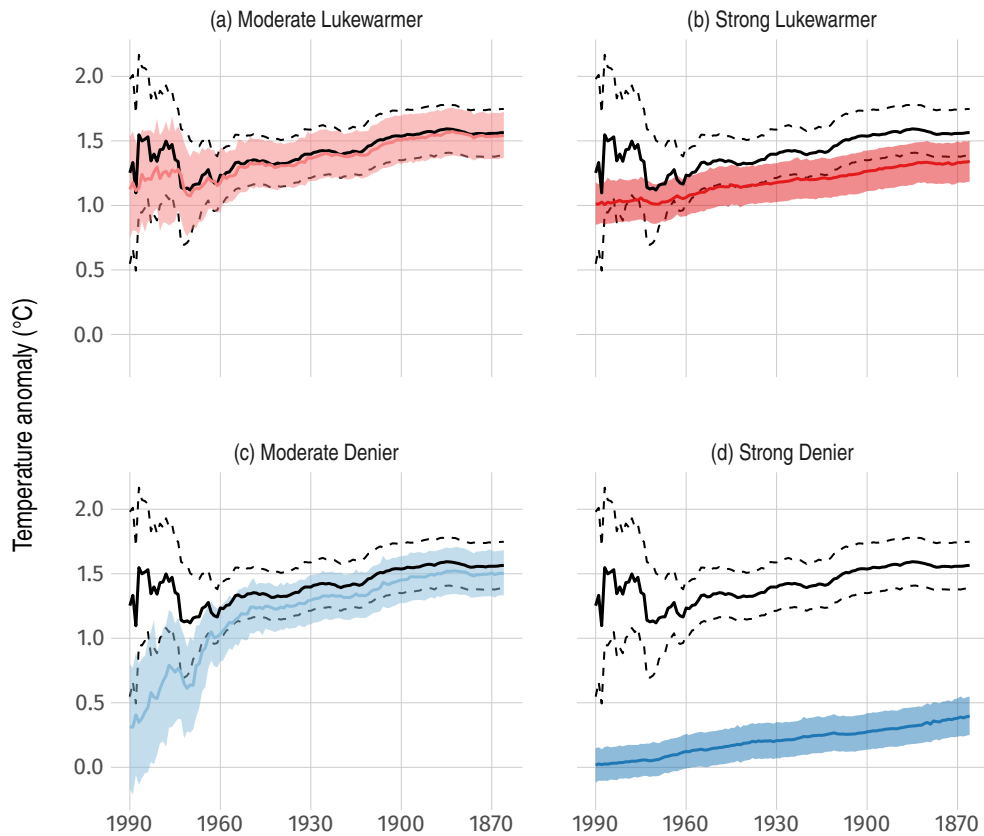 (a) Moderate Lukewarmer
(b) Strong Lukewarmer
2.0
1.5
1.0
0.5
0.0
Temperature anomaly (°C)
(c) Moderate Denier
(d) Strong Denier
2.0
1.5
1.0
0.5
0.0
1990 1960 1930 1900 1870
1990 1960 1930 1900 1870